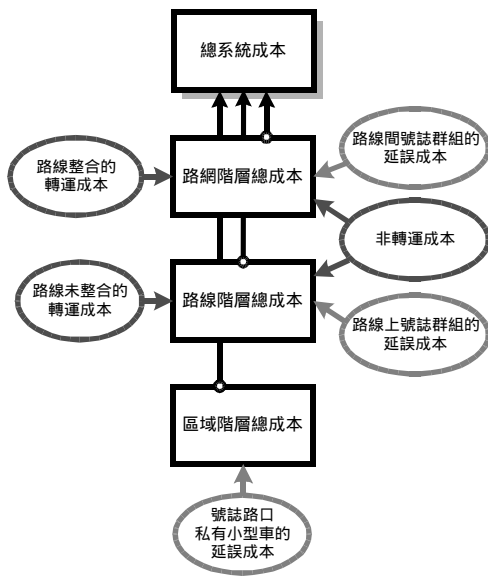 總系統成本
路線間號誌群組的
延誤成本
路線整合的
轉運成本
路網階層總成本
非轉運成本
路線未整合的
轉運成本
路線階層總成本
路線上號誌群組的
延誤成本
區域階層總成本
號誌路口
私有小型車的
延誤成本